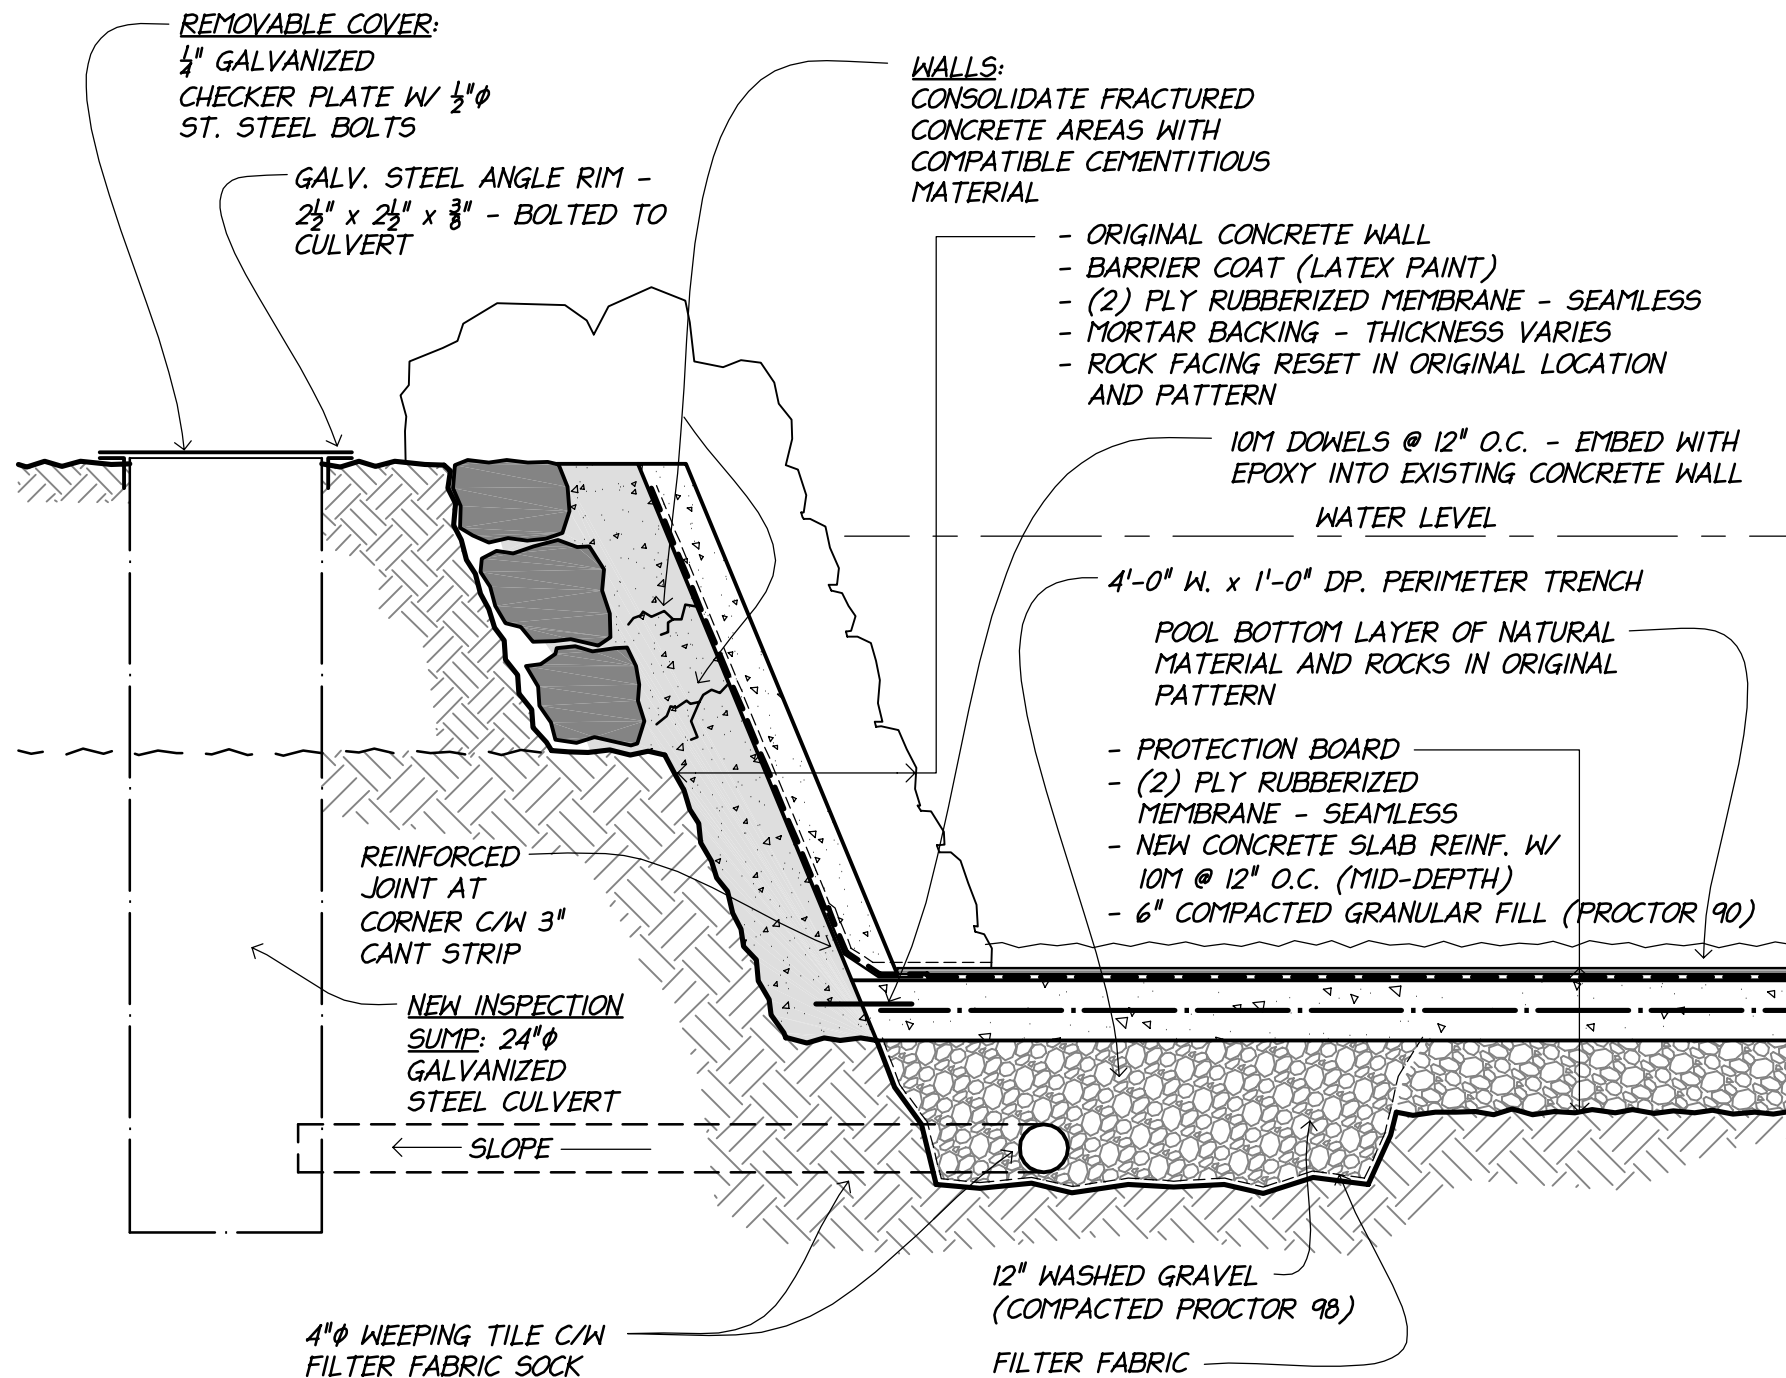 REMOVABLE COVER:
1/4" GALVANIZED
CHECKER PLATE W/ 1/2"ϕ
ST. STEEL BOLTS
GALV. STEEL ANGLE RIM -
2 1/2" x 2 1/2" x 3/8" - BOLTED TO
CULVERT
WALLS:
CONSOLIDATE FRACTURED
CONCRETE AREAS WITH
COMPATIBLE CEMENTITIOUS
MATERIAL
- ORIGINAL CONCRETE WALL
- BARRIER COAT (LATEX PAINT)
- (2) PLY RUBBERIZED MEMBRANE - SEAMLESS
- MORTAR BACKING - THICKNESS VARIES
- ROCK FACING RESET IN ORIGINAL LOCATION
AND PATTERN
10M DOWELS @ 12" O.C. - EMBED WITH
EPOXY INTO EXISTING CONCRETE WALL
WATER LEVEL
4'-0" W. x 1'-0" DP. PERIMETER TRENCH
POOL BOTTOM LAYER OF NATURAL
MATERIAL AND ROCKS IN ORIGINAL
PATTERN
- PROTECTION BOARD
- (2) PLY RUBBERIZED
MEMBRANE - SEAMLESS
- NEW CONCRETE SLAB REINF. W/
10M @ 12" O.C. (MID-DEPTH)
- 6" COMPACTED GRANULAR FILL (PROCTOR 90)
REINFORCED
JOINT AT
CORNER C/W 3"
CANT STRIP
NEW INSPECTION
SUMP: 24"ϕ
GALVANIZED
STEEL CULVERT
SLOPE
12" WASHED GRAVEL
(COMPACTED PROCTOR 98)
4"ϕ WEEPING TILE C/W
FILTER FABRIC SOCK
FILTER FABRIC